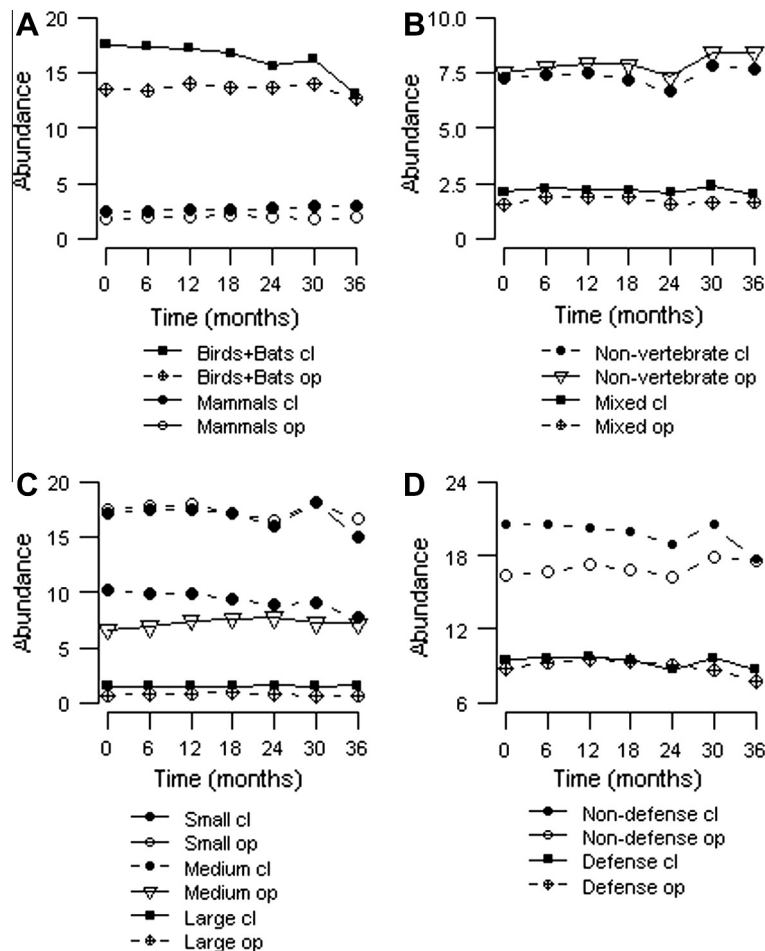 A
20
15
10
5
0
Abundance
0 6 12 18 24 30 36
Time (months)
Birds+Bats cl
Birds+Bats op
Mammals cl
Mammals op
B
10.0
7.5
5.0
2.5
0
Abundance
0 6 12 18 24 30 36
Time (months)
Non-vertebrate cl
Non-vertebrate op
Mixed cl
Mixed op
C
20
15
10
5
0
Abundance
0 6 12 18 24 30 36
Time (months)
Small cl
Small op
Medium cl
Medium op
Large cl
Large op
D
24
18
12
6
Abundance
0 6 12 18 24 30 36
Time (months)
Non-defense cl
Non-defense op
Defense cl
Defense op